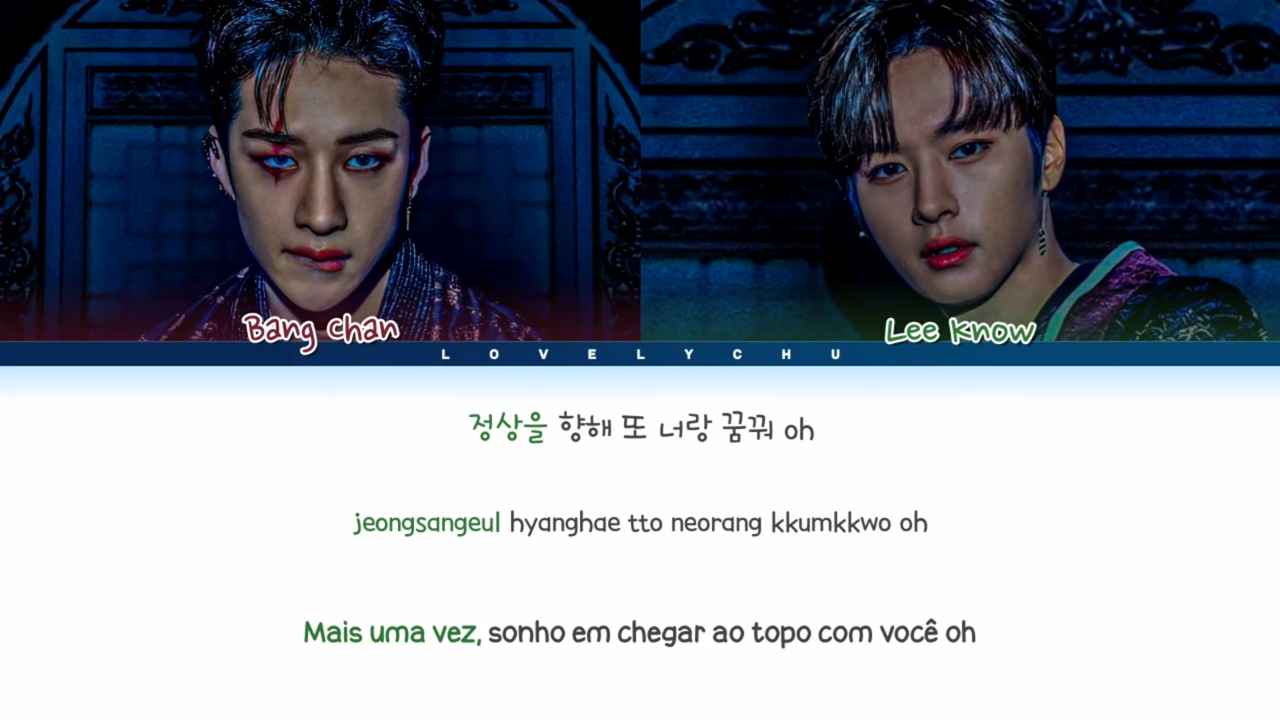 Bang Chan
Lee Know
LOVELYCHU
정상을 향해 또 너랑 꿈꿔 oh
jeongsangeul hyanghae tto neorang kkumkkwo oh
Mais uma vez, sonho em chegar ao topo com você oh